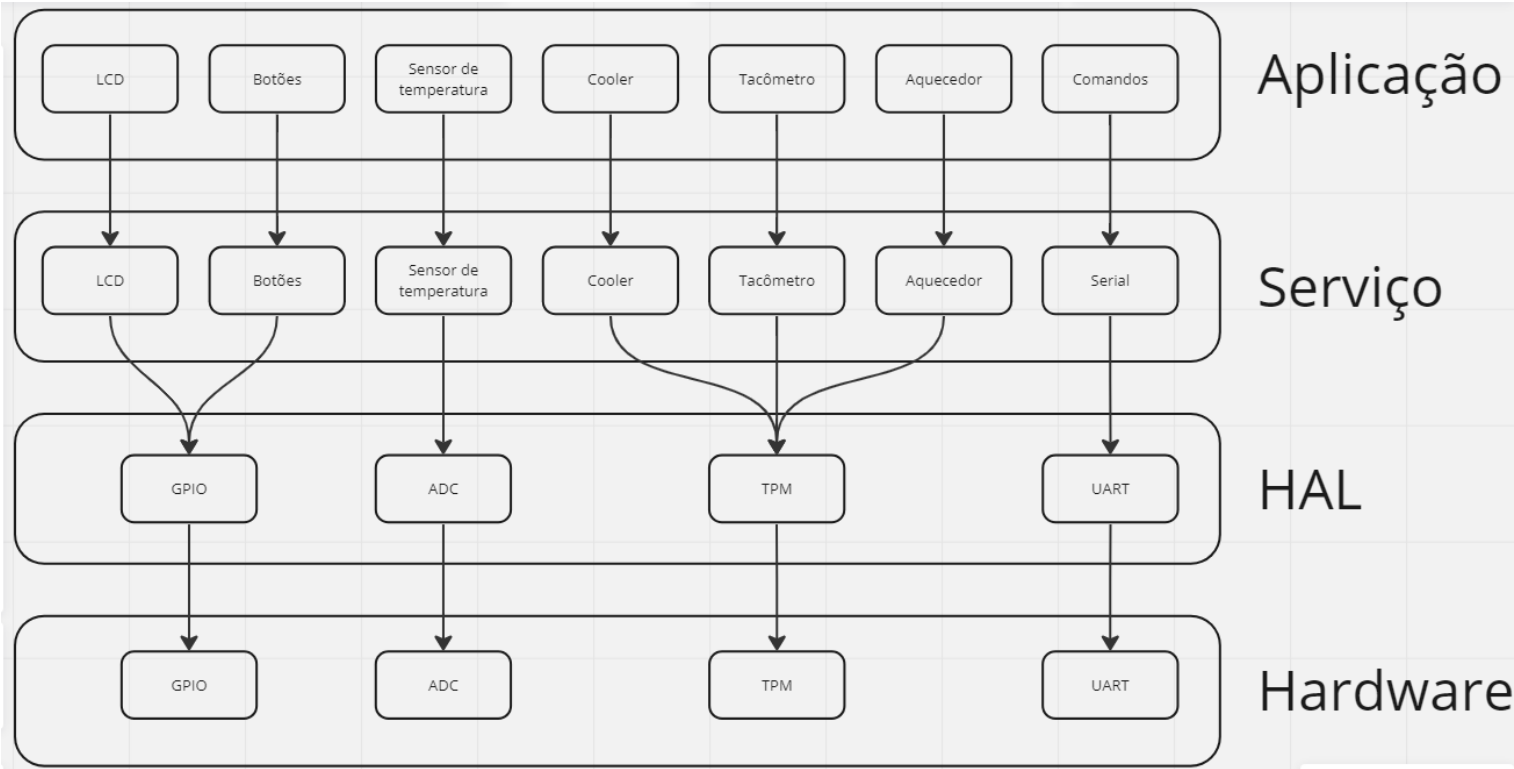 LCD
Botões
Sensor de
temperatura
Cooler
Tacômetro
Aquecedor
Comandos
Aplicação
LCD
Botões
Sensor de
temperatura
Cooler
Tacômetro
Aquecedor
Serial
Serviço
GPIO
ADC
TPM
UART
HAL
GPIO
ADC
TPM
UART
Hardware